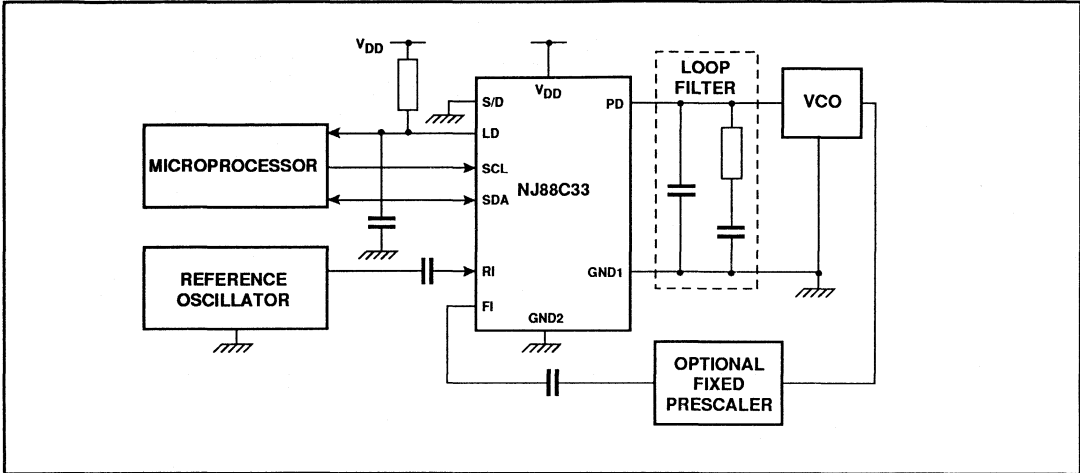 VDD
VDD
LOOP
FILTER
VCO
S/D
PD
LD
MICROPROCESSOR
SCL
NJ88C33
SDA
REFERENCE
OSCILLATOR
RI
GND1
FI
GND2
OPTIONAL
FIXED
PRESCALER